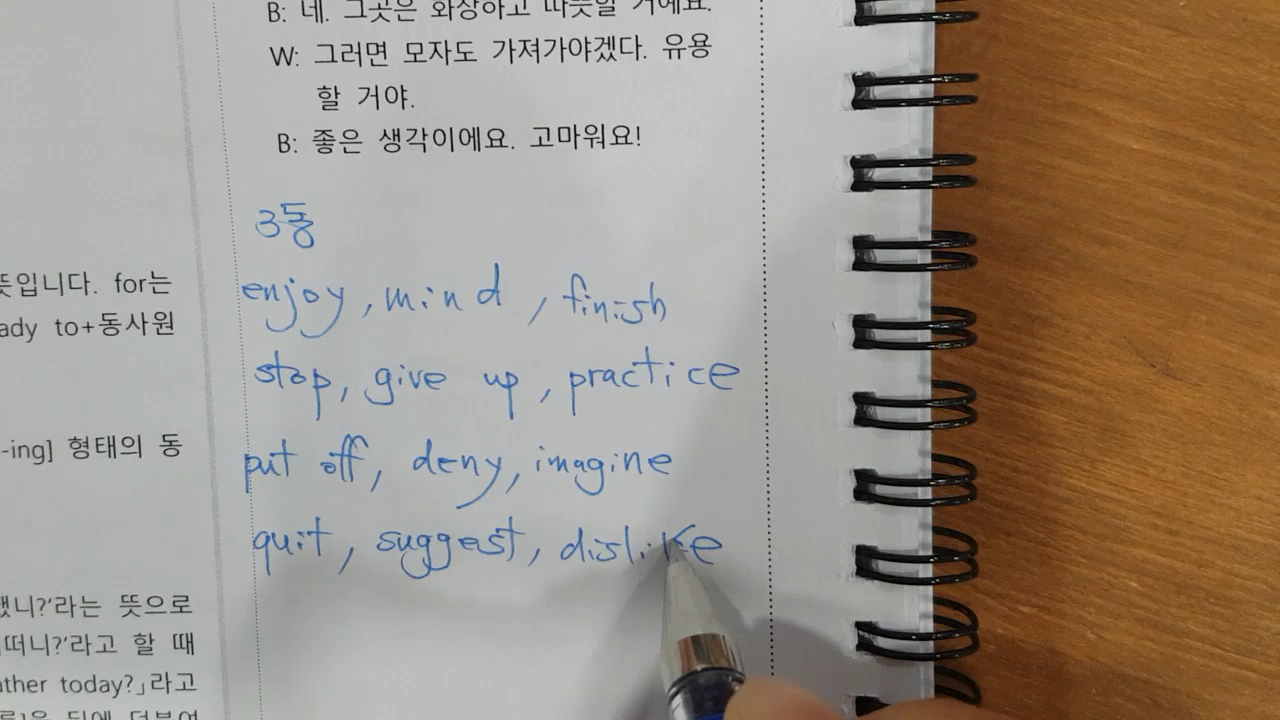 B: 네. 그곳은 화창하고 따뜻할 거예요.
W: 그러면 모자도 가져가야겠다. 유용
할 거야.
B: 좋은 생각이에요. 고마워요!
3동
enjoy, mind, finish
stop, give up, practice
put off, deny, imagine
quit, suggest, dislike
뜻입니다. for는
ady to+동사원
-ing] 형태의 동
니?'라는 뜻으로
떠니?'라고 할 때
ather today?」라고